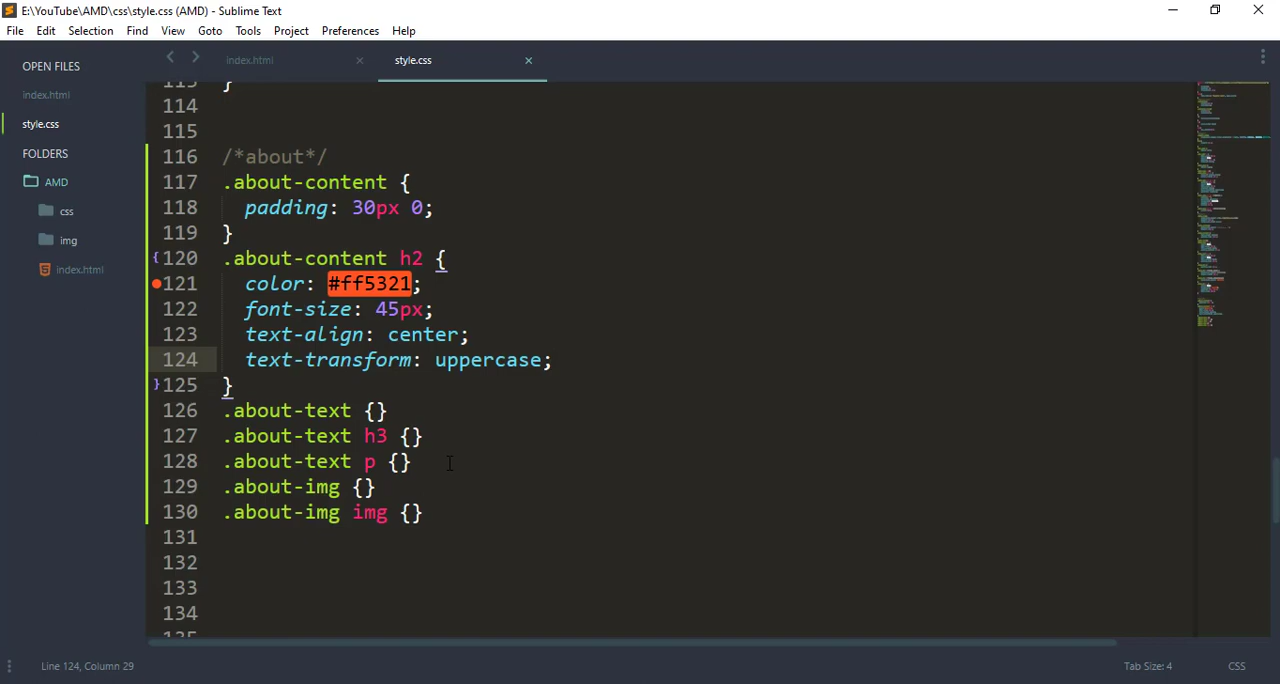 E:\YouTube\AMD\css\style.css (AMD) - Sublime Text
File Edit Selection Find View Goto Tools Project Preferences Help
OPEN FILES
index.html
style.css
FOLDERS
AMD
css
img
index.html
index.html
style.css
115 }
114
115
116 /*about*/
117 .about-content {
118 padding: 30px 0;
119 }
120 .about-content h2 {
121 color: #ff5321;
122 font-size: 45px;
123 text-align: center;
124 text-transform: uppercase;
125 }
126 .about-text {}
127 .about-text h3 {}
128 .about-text p {}
129 .about-img {}
130 .about-img img {}
131
132
133
134
135
Line 124, Column 29
Tab Size: 4
CSS